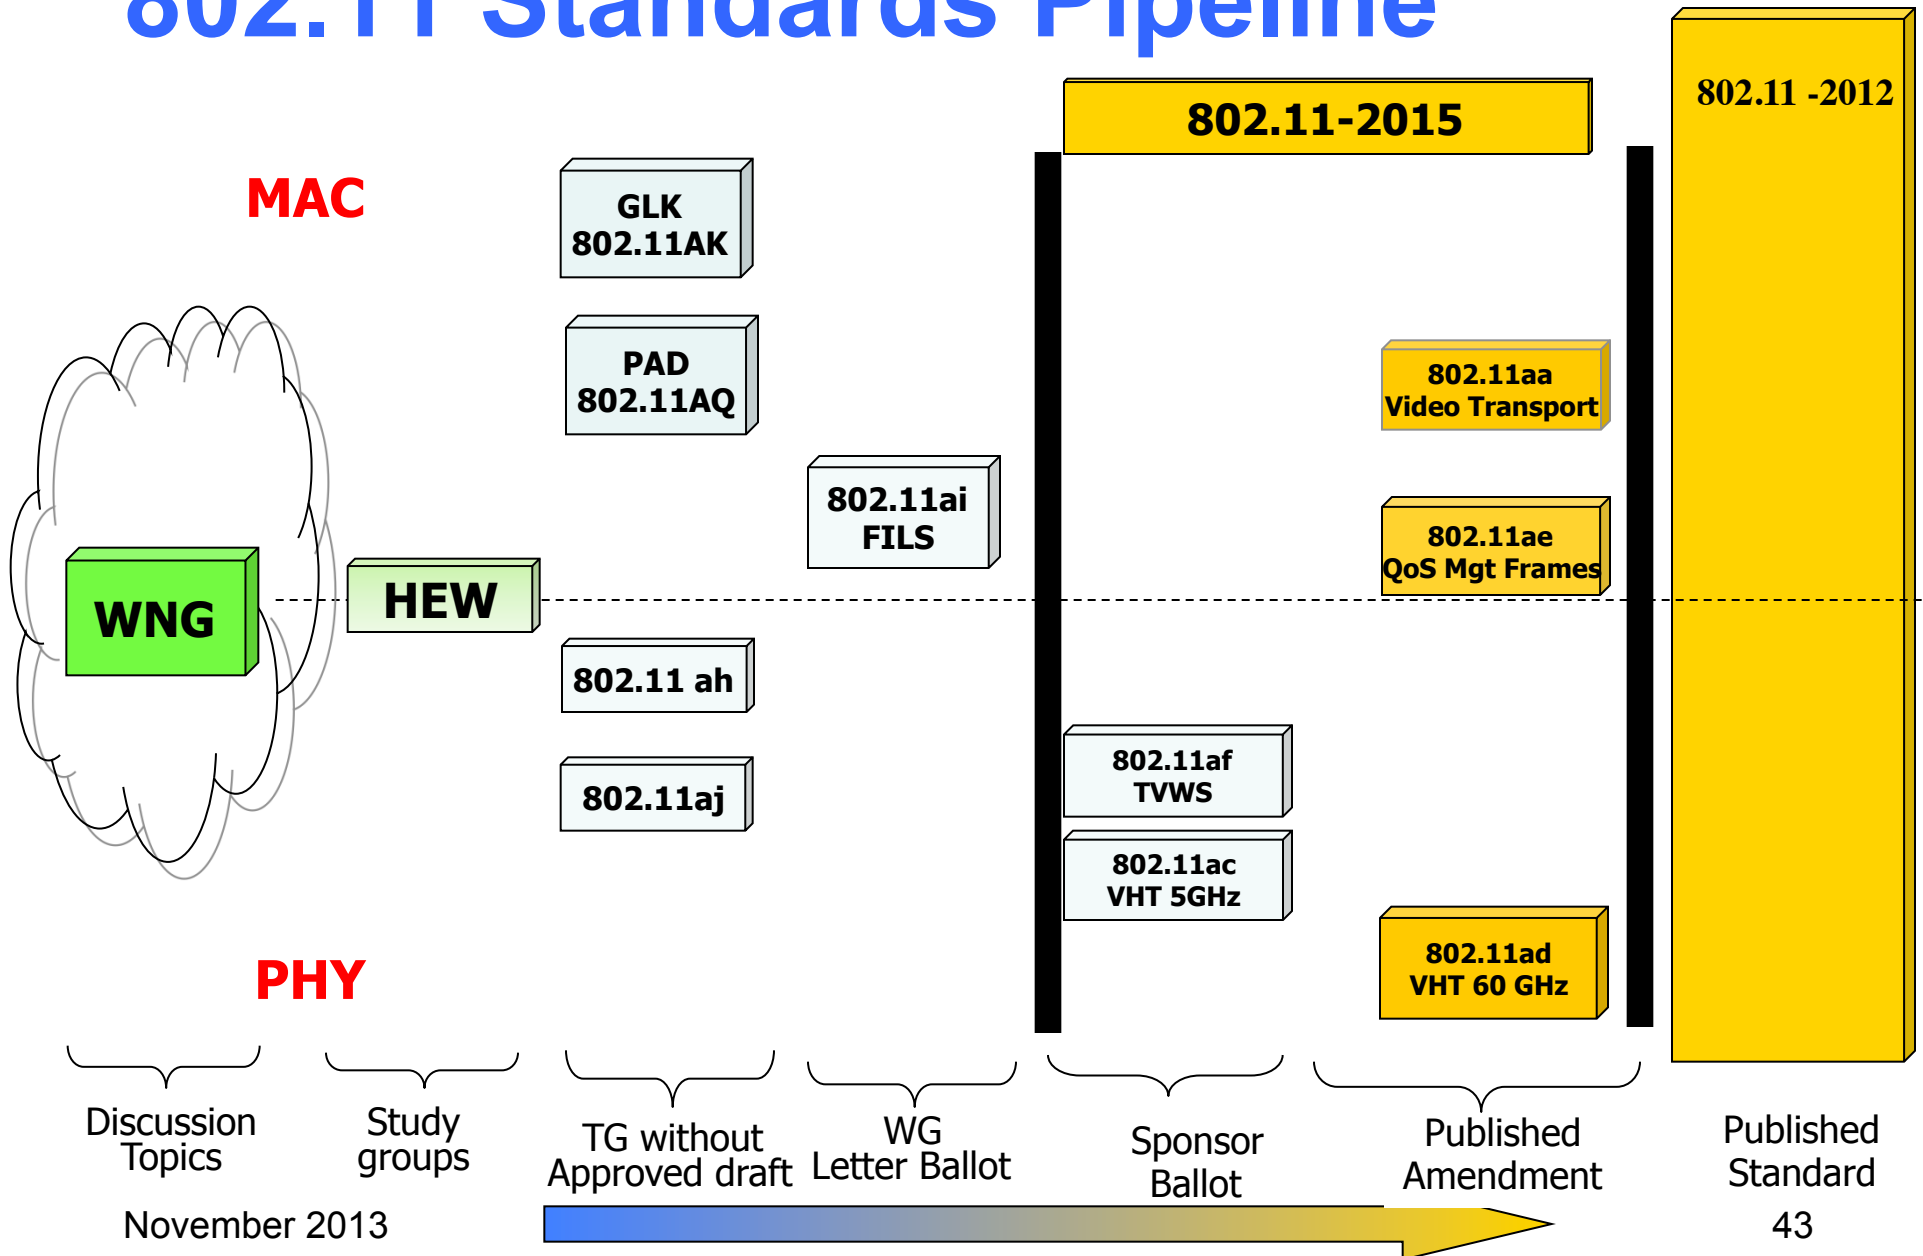 802.11 Standards Pipeline
802.11 -2012
802.11-2015
MAC
GLK
802.11AK
PAD
802.11AQ
802.11aa
Video Transport
802.11ai
FILS
802.11ae
QoS Mgt Frames
WNG
HEW
802.11 ah
802.11aj
802.11af
TVWS
802.11ac
VHT 5GHz
802.11ad
VHT 60 GHz
PHY
Discussion
Topics
Study
groups
TG without
Approved draft
WG
Letter Ballot
Sponsor
Ballot
Published
Amendment
Published
Standard
November 2013
43